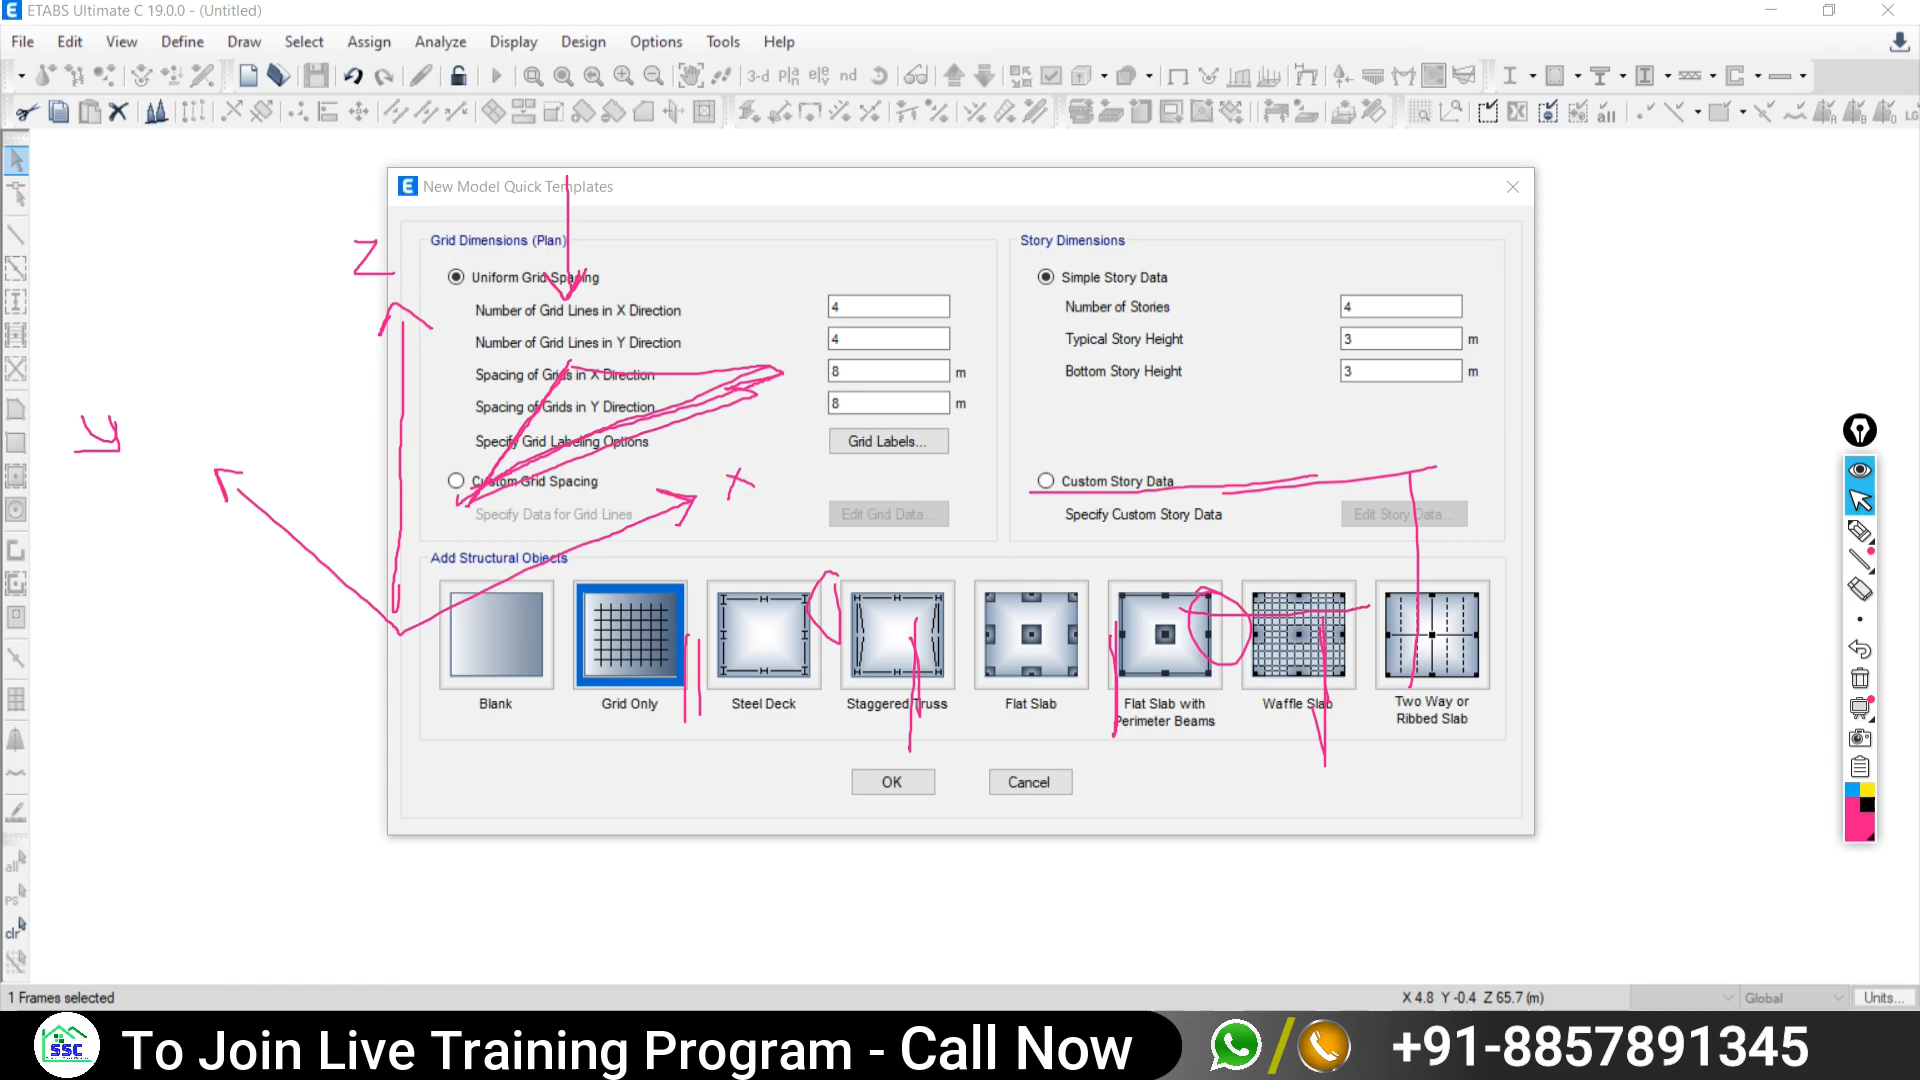 ETABS Ultimate C 19.0.0 - (Untitled)
File Edit View Define Draw Select Assign Analyze Display Design Options Tools Help
3-d nd
all
New Model Quick Templates
Z
Grid Dimensions (Plan)
Uniform Grid Spacing
Number of Grid Lines in X Direction 4
Number of Grid Lines in Y Direction 4
Spacing of Grids in X Direction 8 m
Spacing of Grids in Y Direction 8 m
Specify Grid Labeling Options Grid Labels...
Custom Grid Spacing
Specify Data for Grid Lines Edit Grid Data...
Story Dimensions
Simple Story Data
Number of Stories 4
Typical Story Height 3 m
Bottom Story Height 3 m
Custom Story Data
Specify Custom Story Data Edit Story Data...
y
x
Add Structural Objects
Blank
Grid Only
Steel Deck
Staggered Truss
Flat Slab
Flat Slab with
Perimeter Beams
Waffle Slab
Two Way or
Ribbed Slab
OK Cancel
all
PS
clr
1 Frames selected X 4.8 Y -0.4 Z 65.7 (m) Global Units...
SSC
To Join Live Training Program - Call Now +91-8857891345